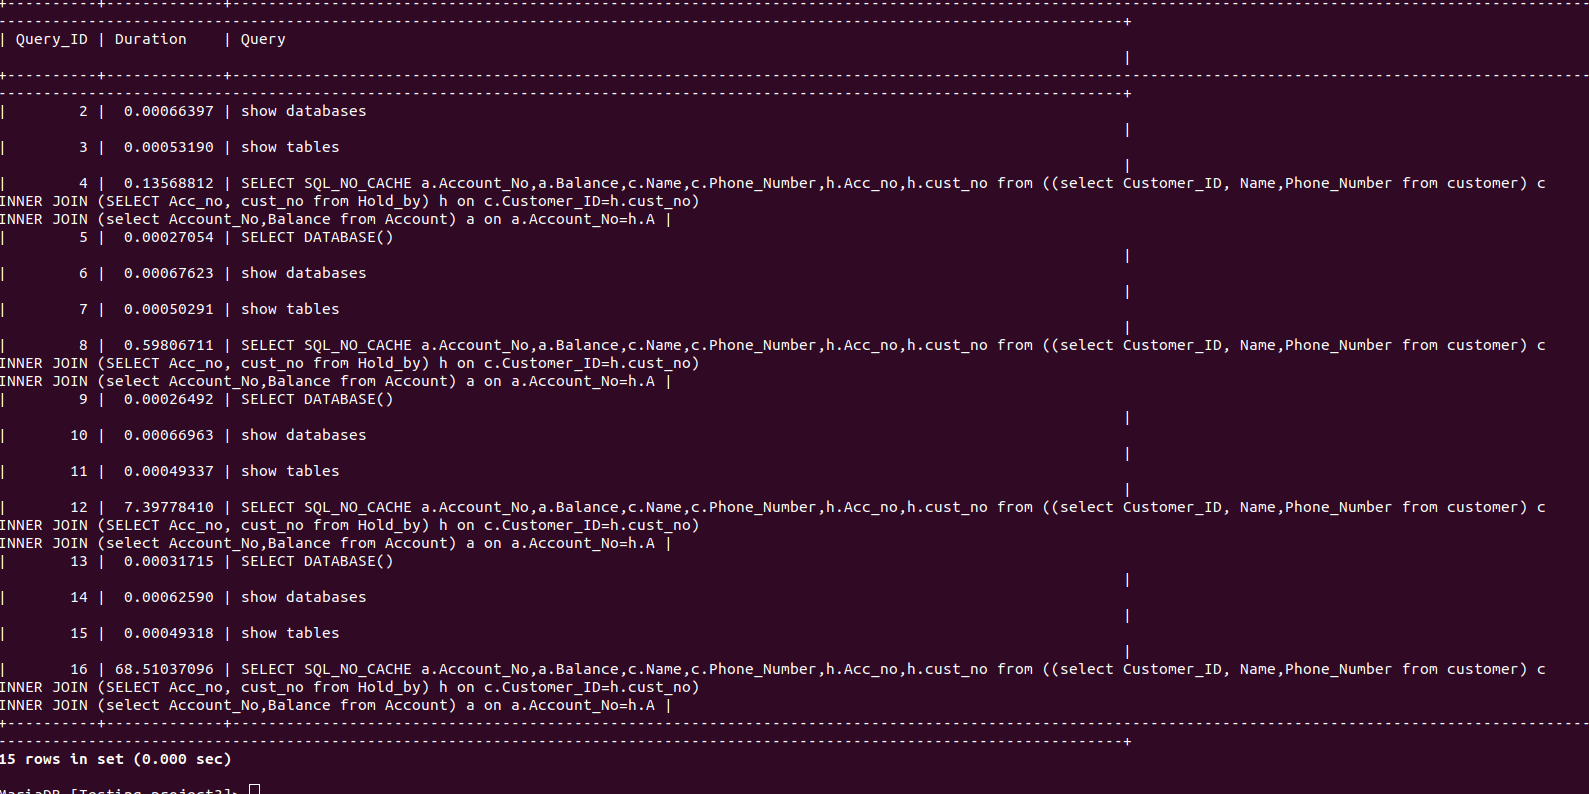 +----------+-------------+------------------------------------------------------------------------------------------------------------------------------------------------------
-----------------------------------------------------------------------------------------------------------------------------+
| Query_ID | Duration    | Query
|
+----------+-------------+------------------------------------------------------------------------------------------------------------------------------------------------------
-----------------------------------------------------------------------------------------------------------------------------+
|        2 |  0.00066397 | show databases
|
|        3 |  0.00053190 | show tables
|
|        4 |  0.13568812 | SELECT SQL_NO_CACHE a.Account_No,a.Balance,c.Name,c.Phone_Number,h.Acc_no,h.cust_no from ((select Customer_ID, Name,Phone_Number from customer) c
INNER JOIN (SELECT Acc_no, cust_no from Hold_by) h on c.Customer_ID=h.cust_no)
INNER JOIN (select Account_No,Balance from Account) a on a.Account_No=h.A |
|        5 |  0.00027054 | SELECT DATABASE()
|
|        6 |  0.00067623 | show databases
|
|        7 |  0.00050291 | show tables
|
|        8 |  0.59806711 | SELECT SQL_NO_CACHE a.Account_No,a.Balance,c.Name,c.Phone_Number,h.Acc_no,h.cust_no from ((select Customer_ID, Name,Phone_Number from customer) c
INNER JOIN (SELECT Acc_no, cust_no from Hold_by) h on c.Customer_ID=h.cust_no)
INNER JOIN (select Account_No,Balance from Account) a on a.Account_No=h.A |
|        9 |  0.00026492 | SELECT DATABASE()
|
|       10 |  0.00066963 | show databases
|
|       11 |  0.00049337 | show tables
|
|       12 |  7.39778410 | SELECT SQL_NO_CACHE a.Account_No,a.Balance,c.Name,c.Phone_Number,h.Acc_no,h.cust_no from ((select Customer_ID, Name,Phone_Number from customer) c
INNER JOIN (SELECT Acc_no, cust_no from Hold_by) h on c.Customer_ID=h.cust_no)
INNER JOIN (select Account_No,Balance from Account) a on a.Account_No=h.A |
|       13 |  0.00031715 | SELECT DATABASE()
|
|       14 |  0.00062590 | show databases
|
|       15 |  0.00049318 | show tables
|
|       16 | 68.51037096 | SELECT SQL_NO_CACHE a.Account_No,a.Balance,c.Name,c.Phone_Number,h.Acc_no,h.cust_no from ((select Customer_ID, Name,Phone_Number from customer) c
INNER JOIN (SELECT Acc_no, cust_no from Hold_by) h on c.Customer_ID=h.cust_no)
INNER JOIN (select Account_No,Balance from Account) a on a.Account_No=h.A |
+----------+-------------+------------------------------------------------------------------------------------------------------------------------------------------------------
-----------------------------------------------------------------------------------------------------------------------------+
15 rows in set (0.000 sec)
MariaDB [Testing_project3]>